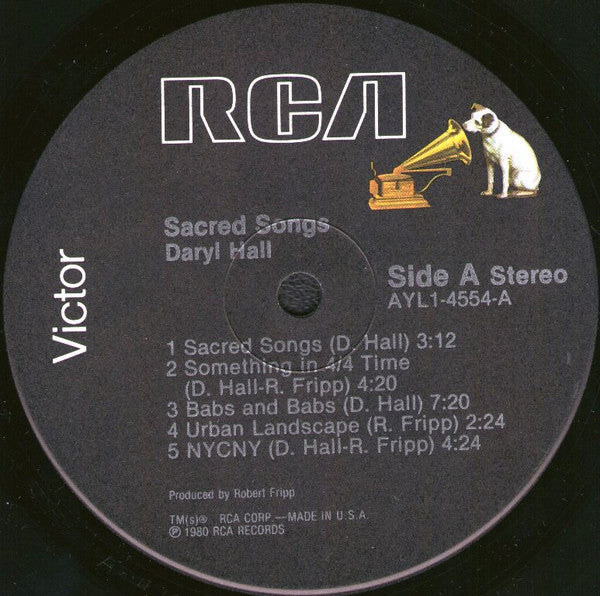 RCA
Victor
Sacred Songs
Daryl Hall
Side A Stereo
AYL1-4554-A
1 Sacred Songs (D. Hall) 3:12
2 Something in 4/4 Time
(D. Hall-R. Fripp) 4:20
3 Babs and Babs (D. Hall) 7:20
4 Urban Landscape (R. Fripp) 2:24
5 NYCNY (D. Hall-R. Fripp) 4:24
Produced by Robert Fripp
TM(s)® RCA CORP —MADE IN U.S.A.
℗ 1980 RCA RECORDS